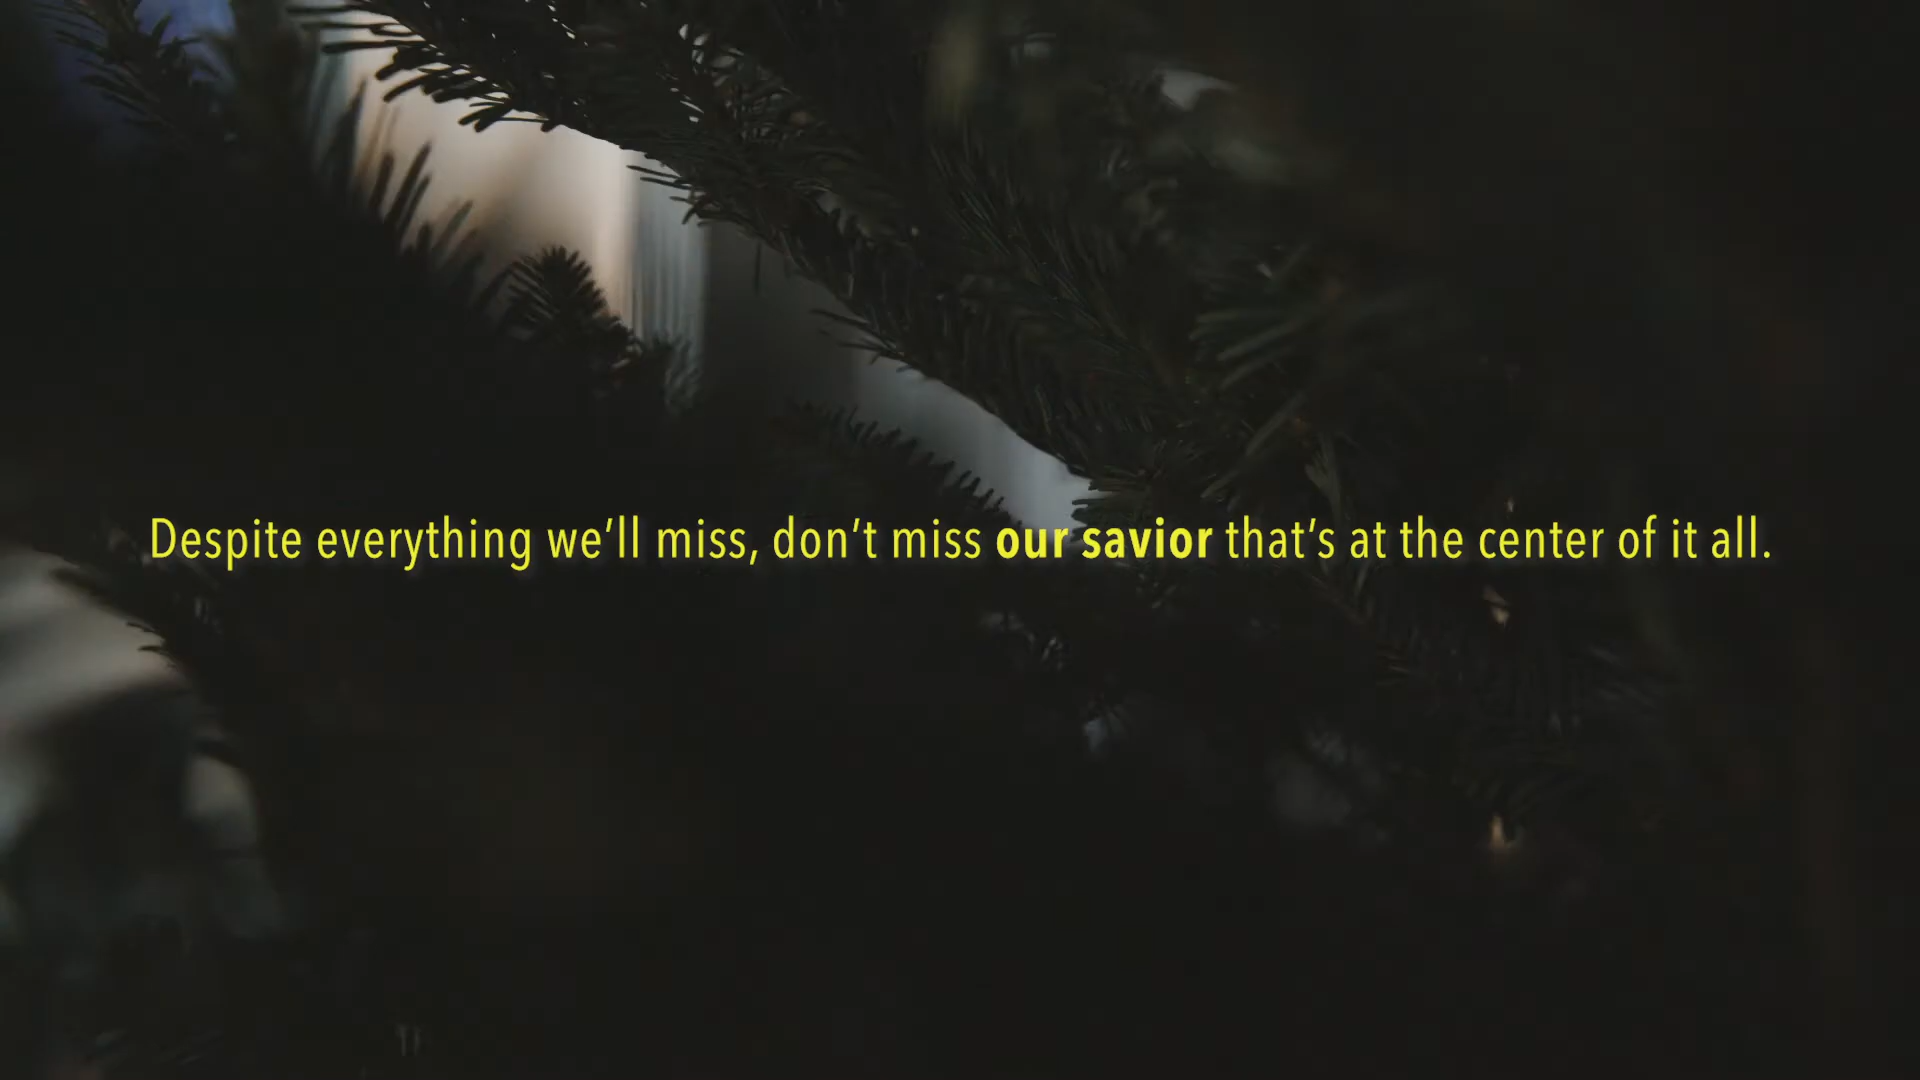 Despite everything we’ll miss, don’t miss our savior that’s at the center of it all.